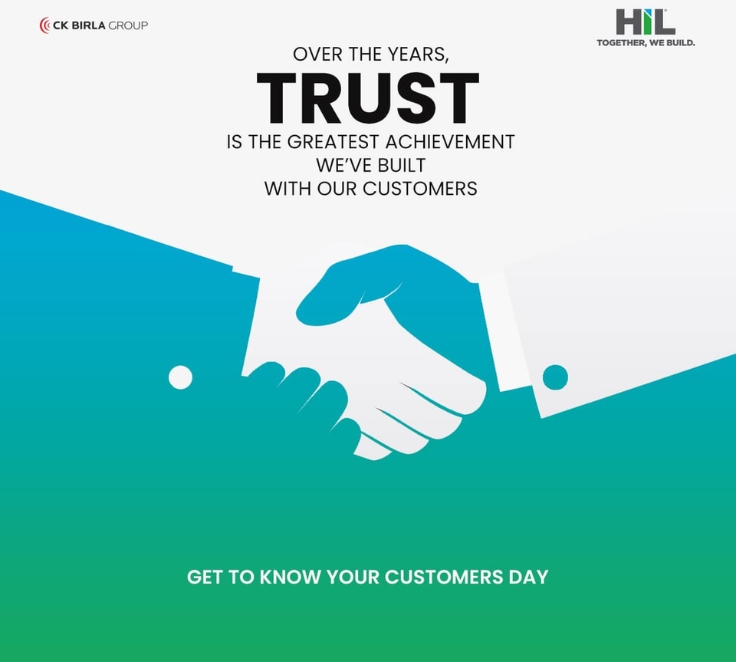 CK BIRLA GROUP
HIL
TOGETHER, WE BUILD.
OVER THE YEARS,
TRUST
IS THE GREATEST ACHIEVEMENT
WE'VE BUILT
WITH OUR CUSTOMERS
GET TO KNOW YOUR CUSTOMERS DAY